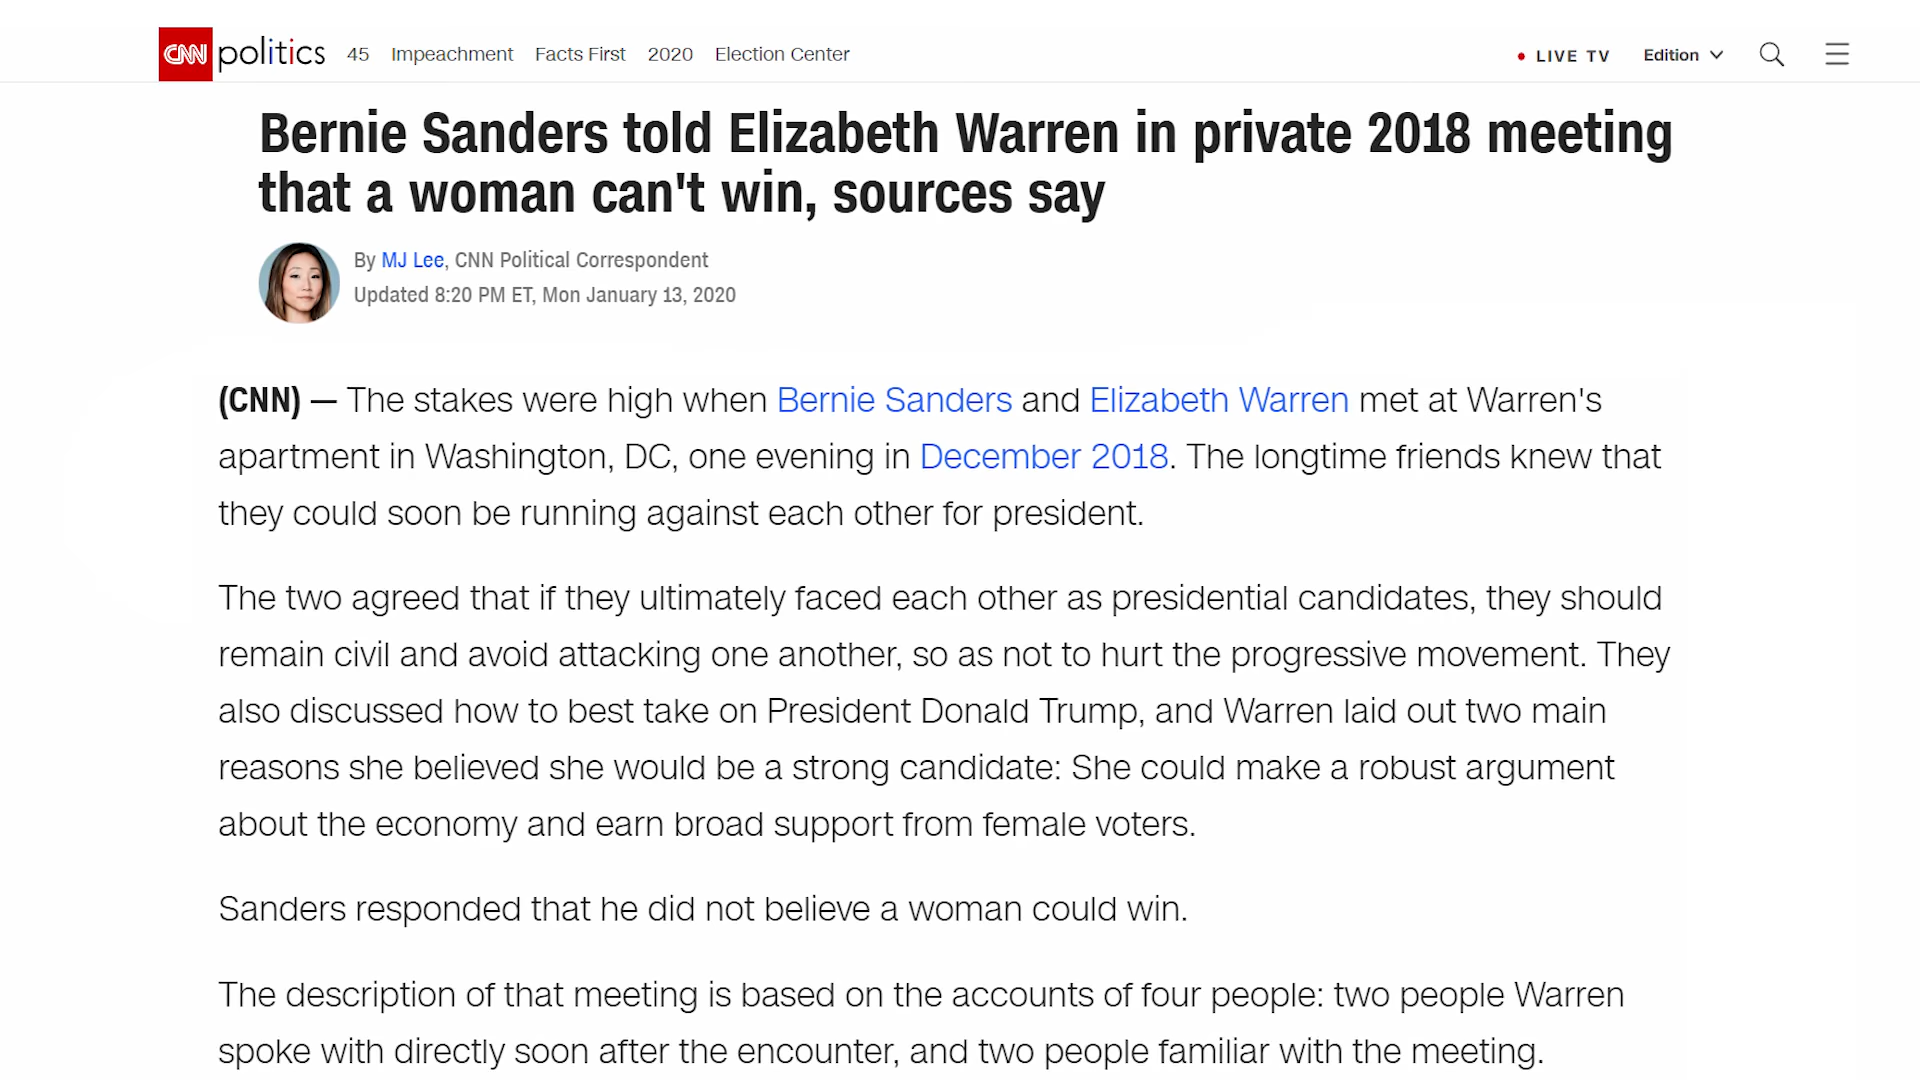 CNN politics 45 Impeachment Facts First 2020 Election Center LIVE TV Edition
Bernie Sanders told Elizabeth Warren in private 2018 meeting
that a woman can't win, sources say
By MJ Lee, CNN Political Correspondent
Updated 8:20 PM ET, Mon January 13, 2020
(CNN) — The stakes were high when Bernie Sanders and Elizabeth Warren met at Warren's
apartment in Washington, DC, one evening in December 2018. The longtime friends knew that
they could soon be running against each other for president.
The two agreed that if they ultimately faced each other as presidential candidates, they should
remain civil and avoid attacking one another, so as not to hurt the progressive movement. They
also discussed how to best take on President Donald Trump, and Warren laid out two main
reasons she believed she would be a strong candidate: She could make a robust argument
about the economy and earn broad support from female voters.
Sanders responded that he did not believe a woman could win.
The description of that meeting is based on the accounts of four people: two people Warren
spoke with directly soon after the encounter, and two people familiar with the meeting.